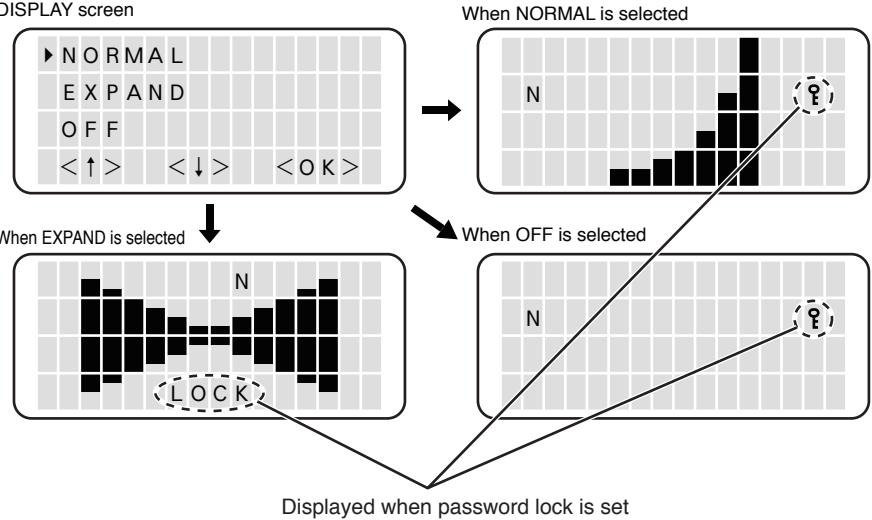 DISPLAY screen
NORMAL
EXPAND
OFF
<↑> <↓> <OK>
When NORMAL is selected
N
When EXPAND is selected
N
LOCK
When OFF is selected
N
Displayed when password lock is set